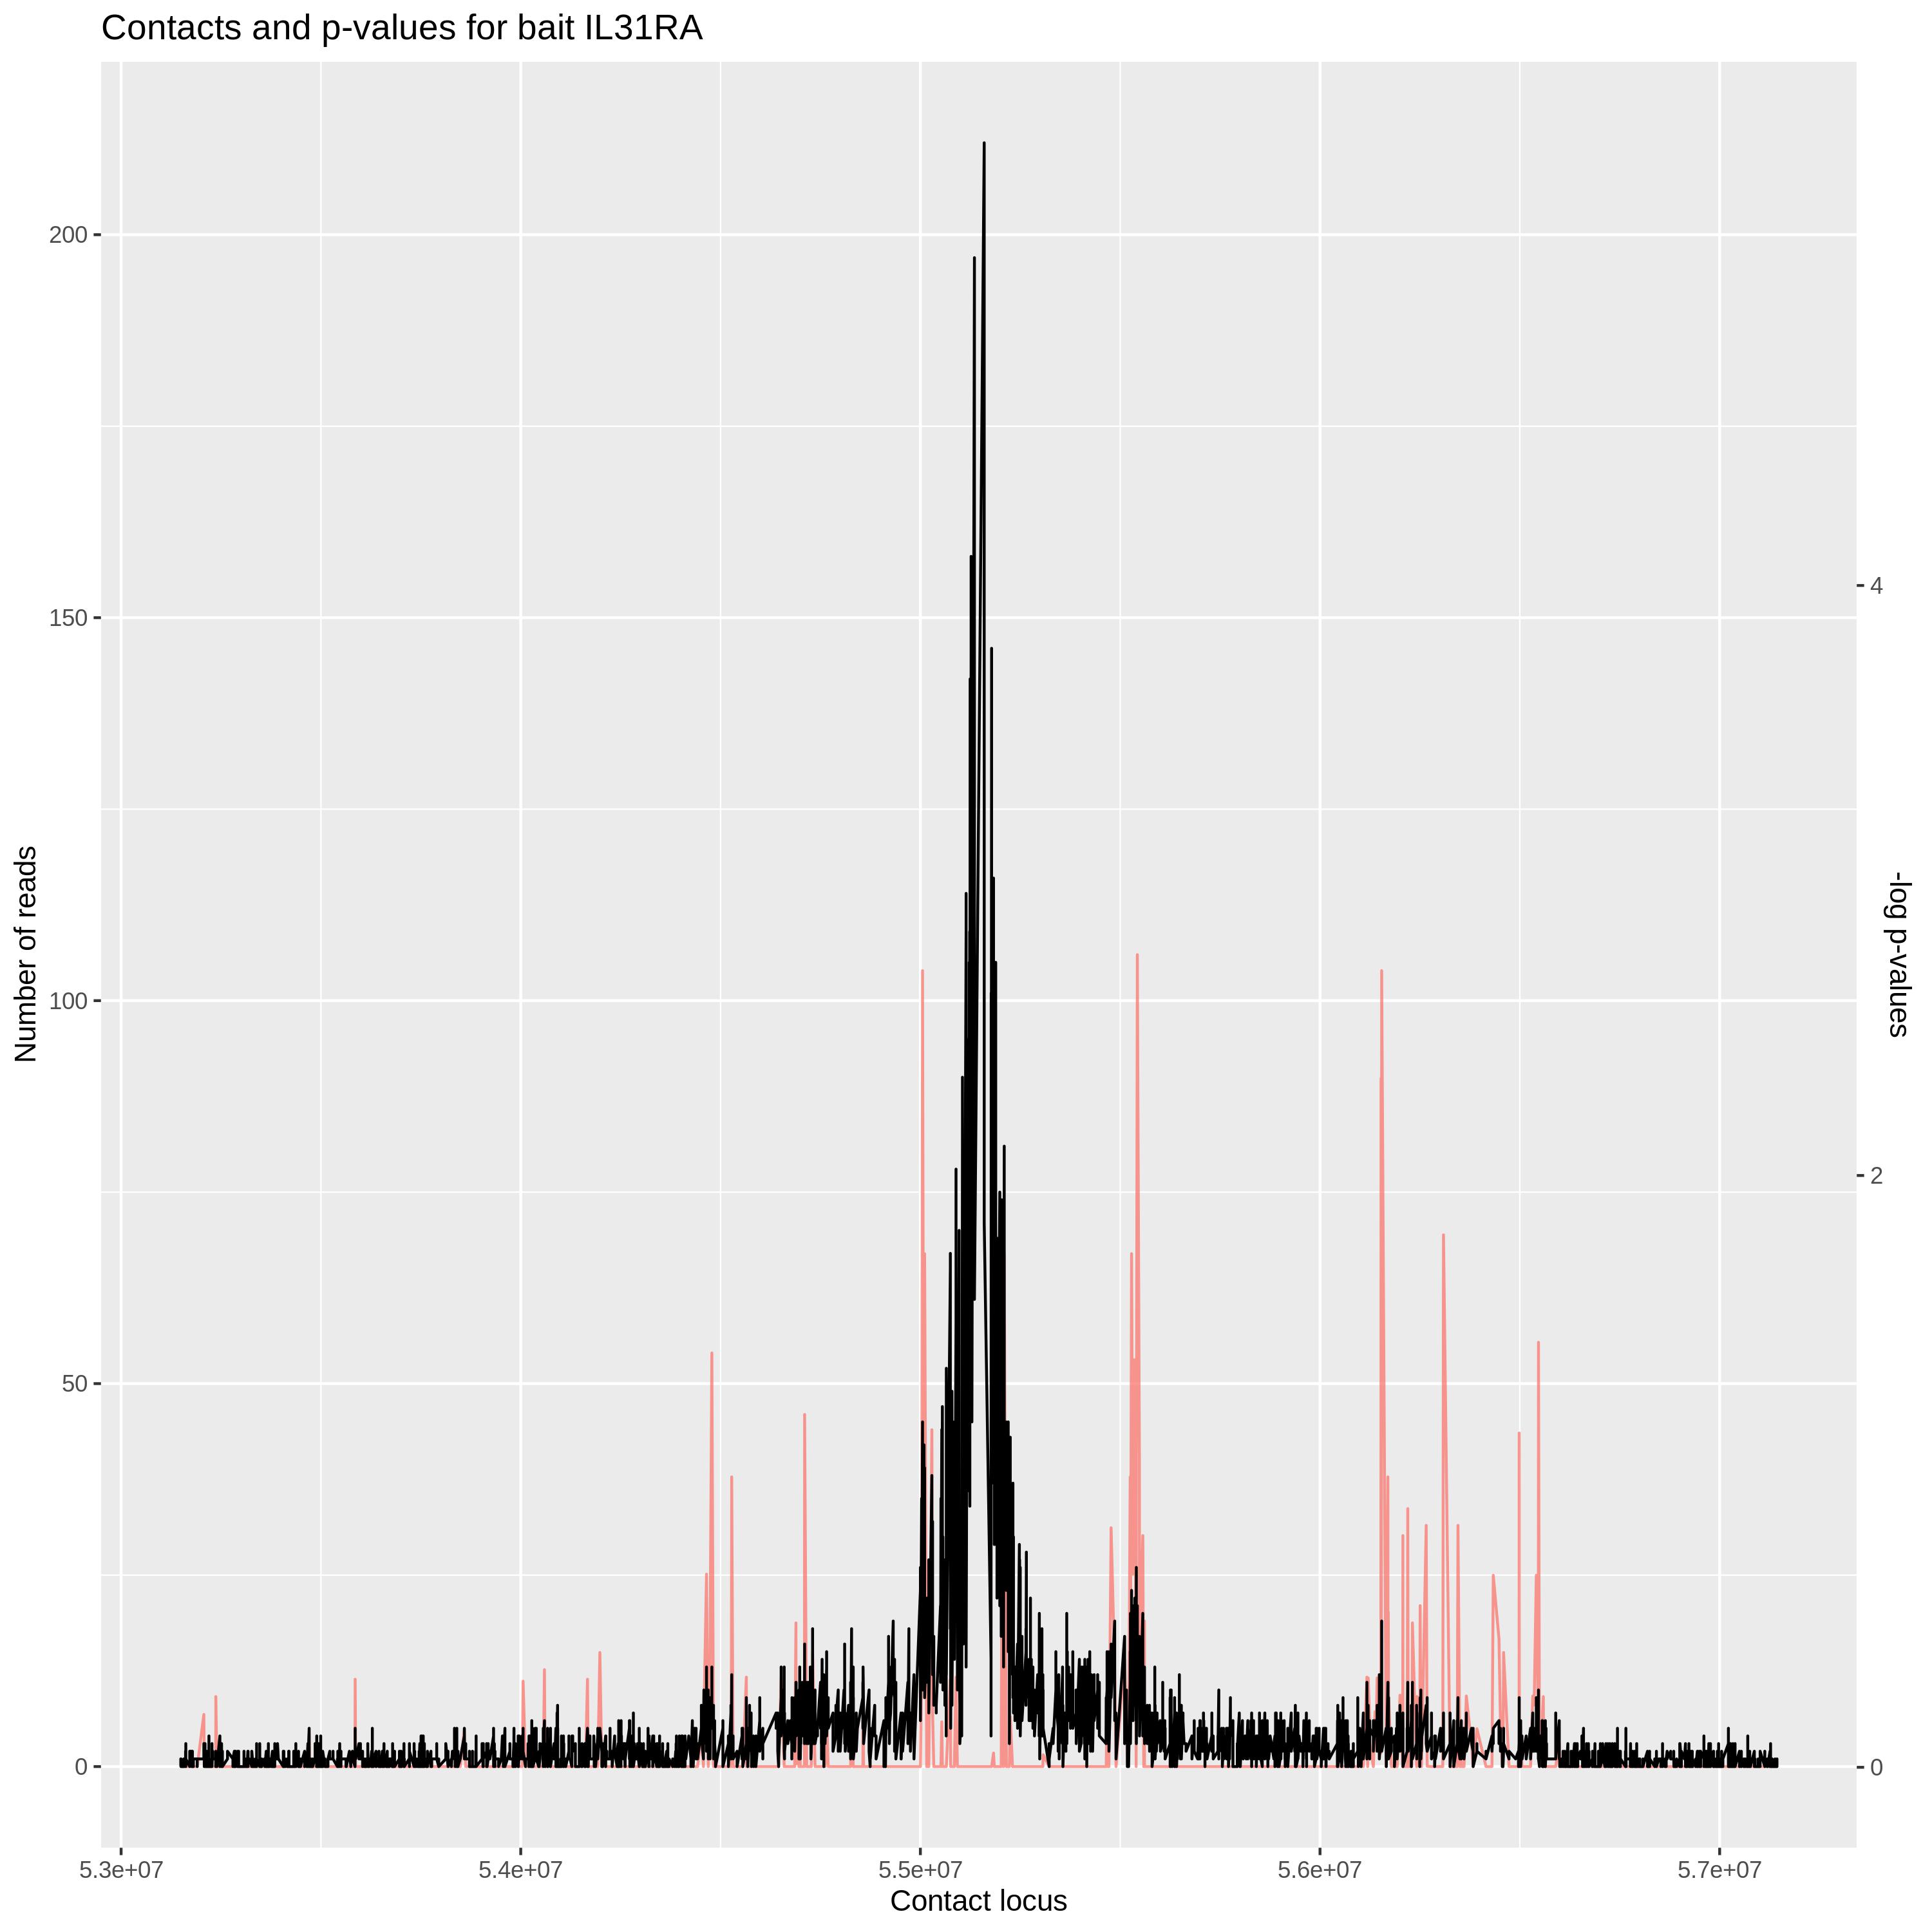 Contacts and p-values for bait IL31RA
200
150
100
50
0
4
2
0
Number of reads
-log p-values
5.3e+07 5.4e+07 5.5e+07 5.6e+07 5.7e+07
Contact locus